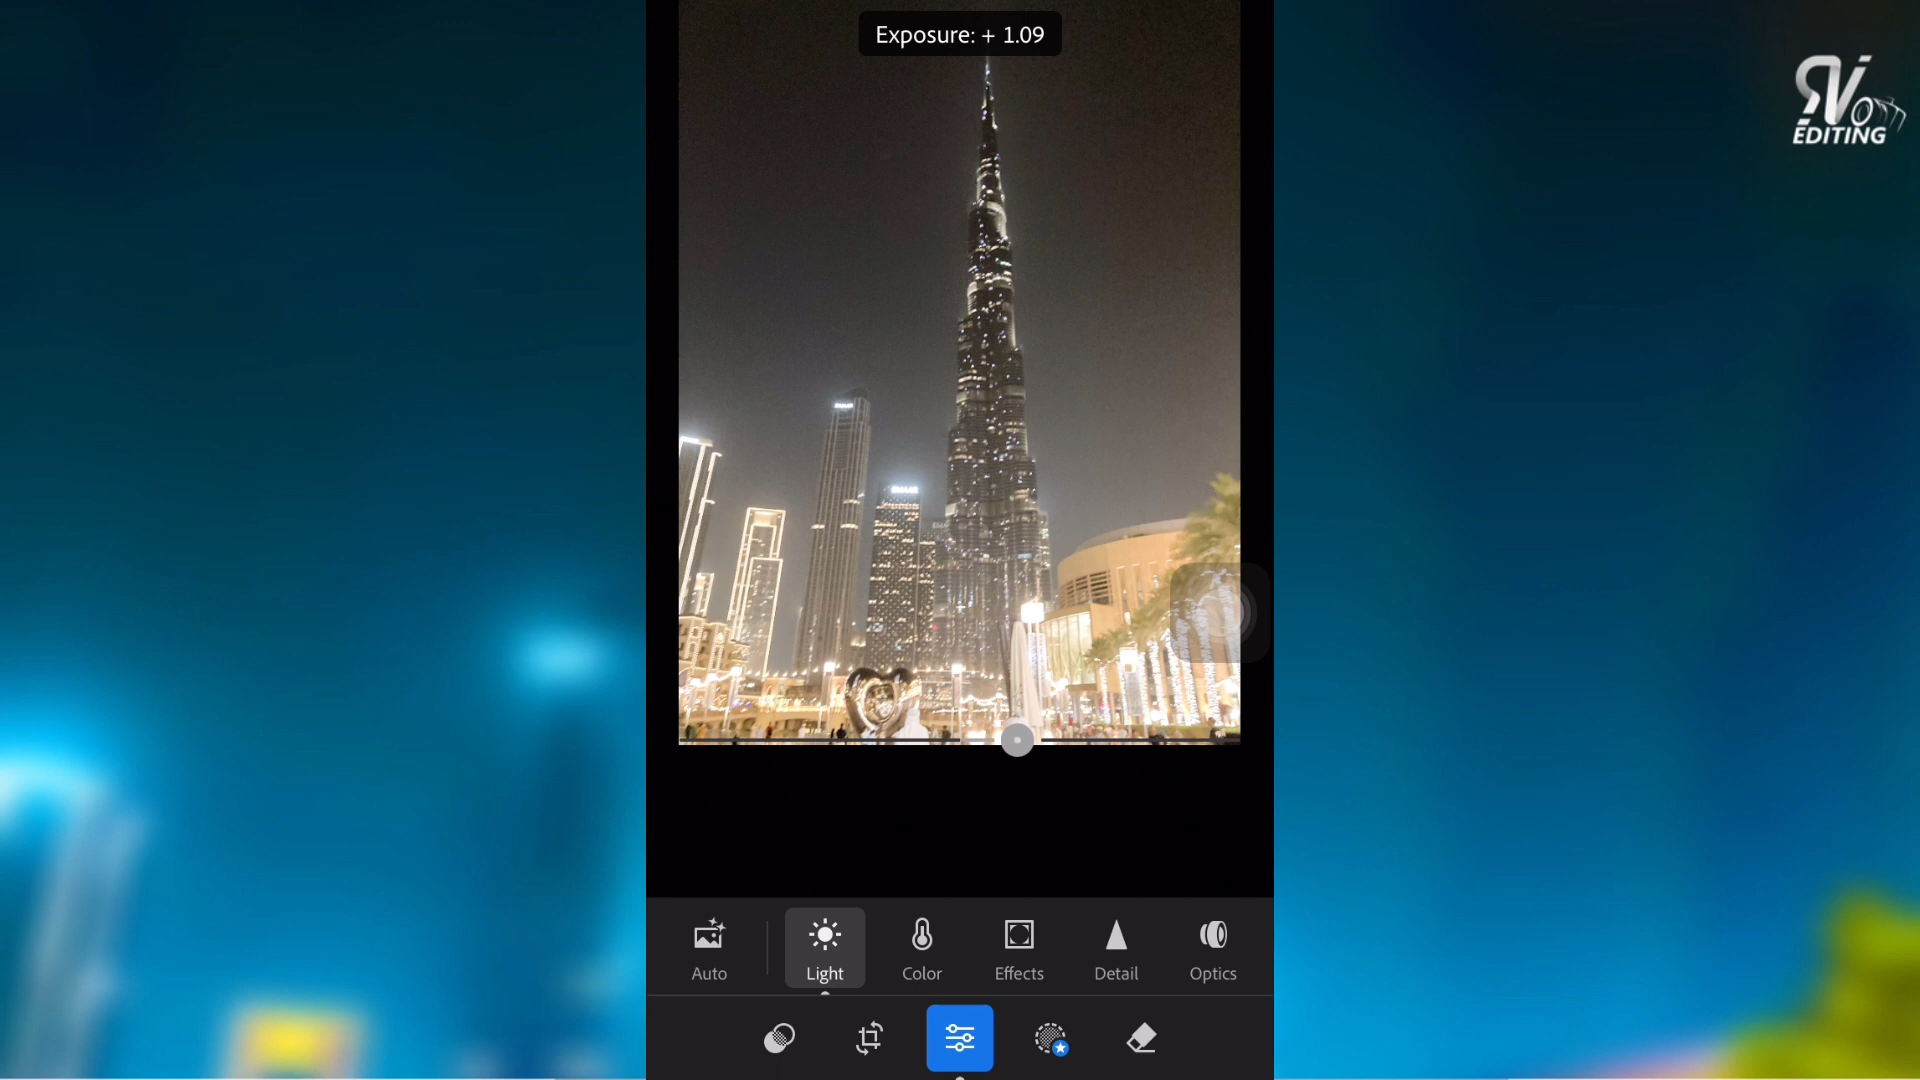 Exposure: + 1.09
EDITING
Auto
Light
Color
Effects
Detail
Optics